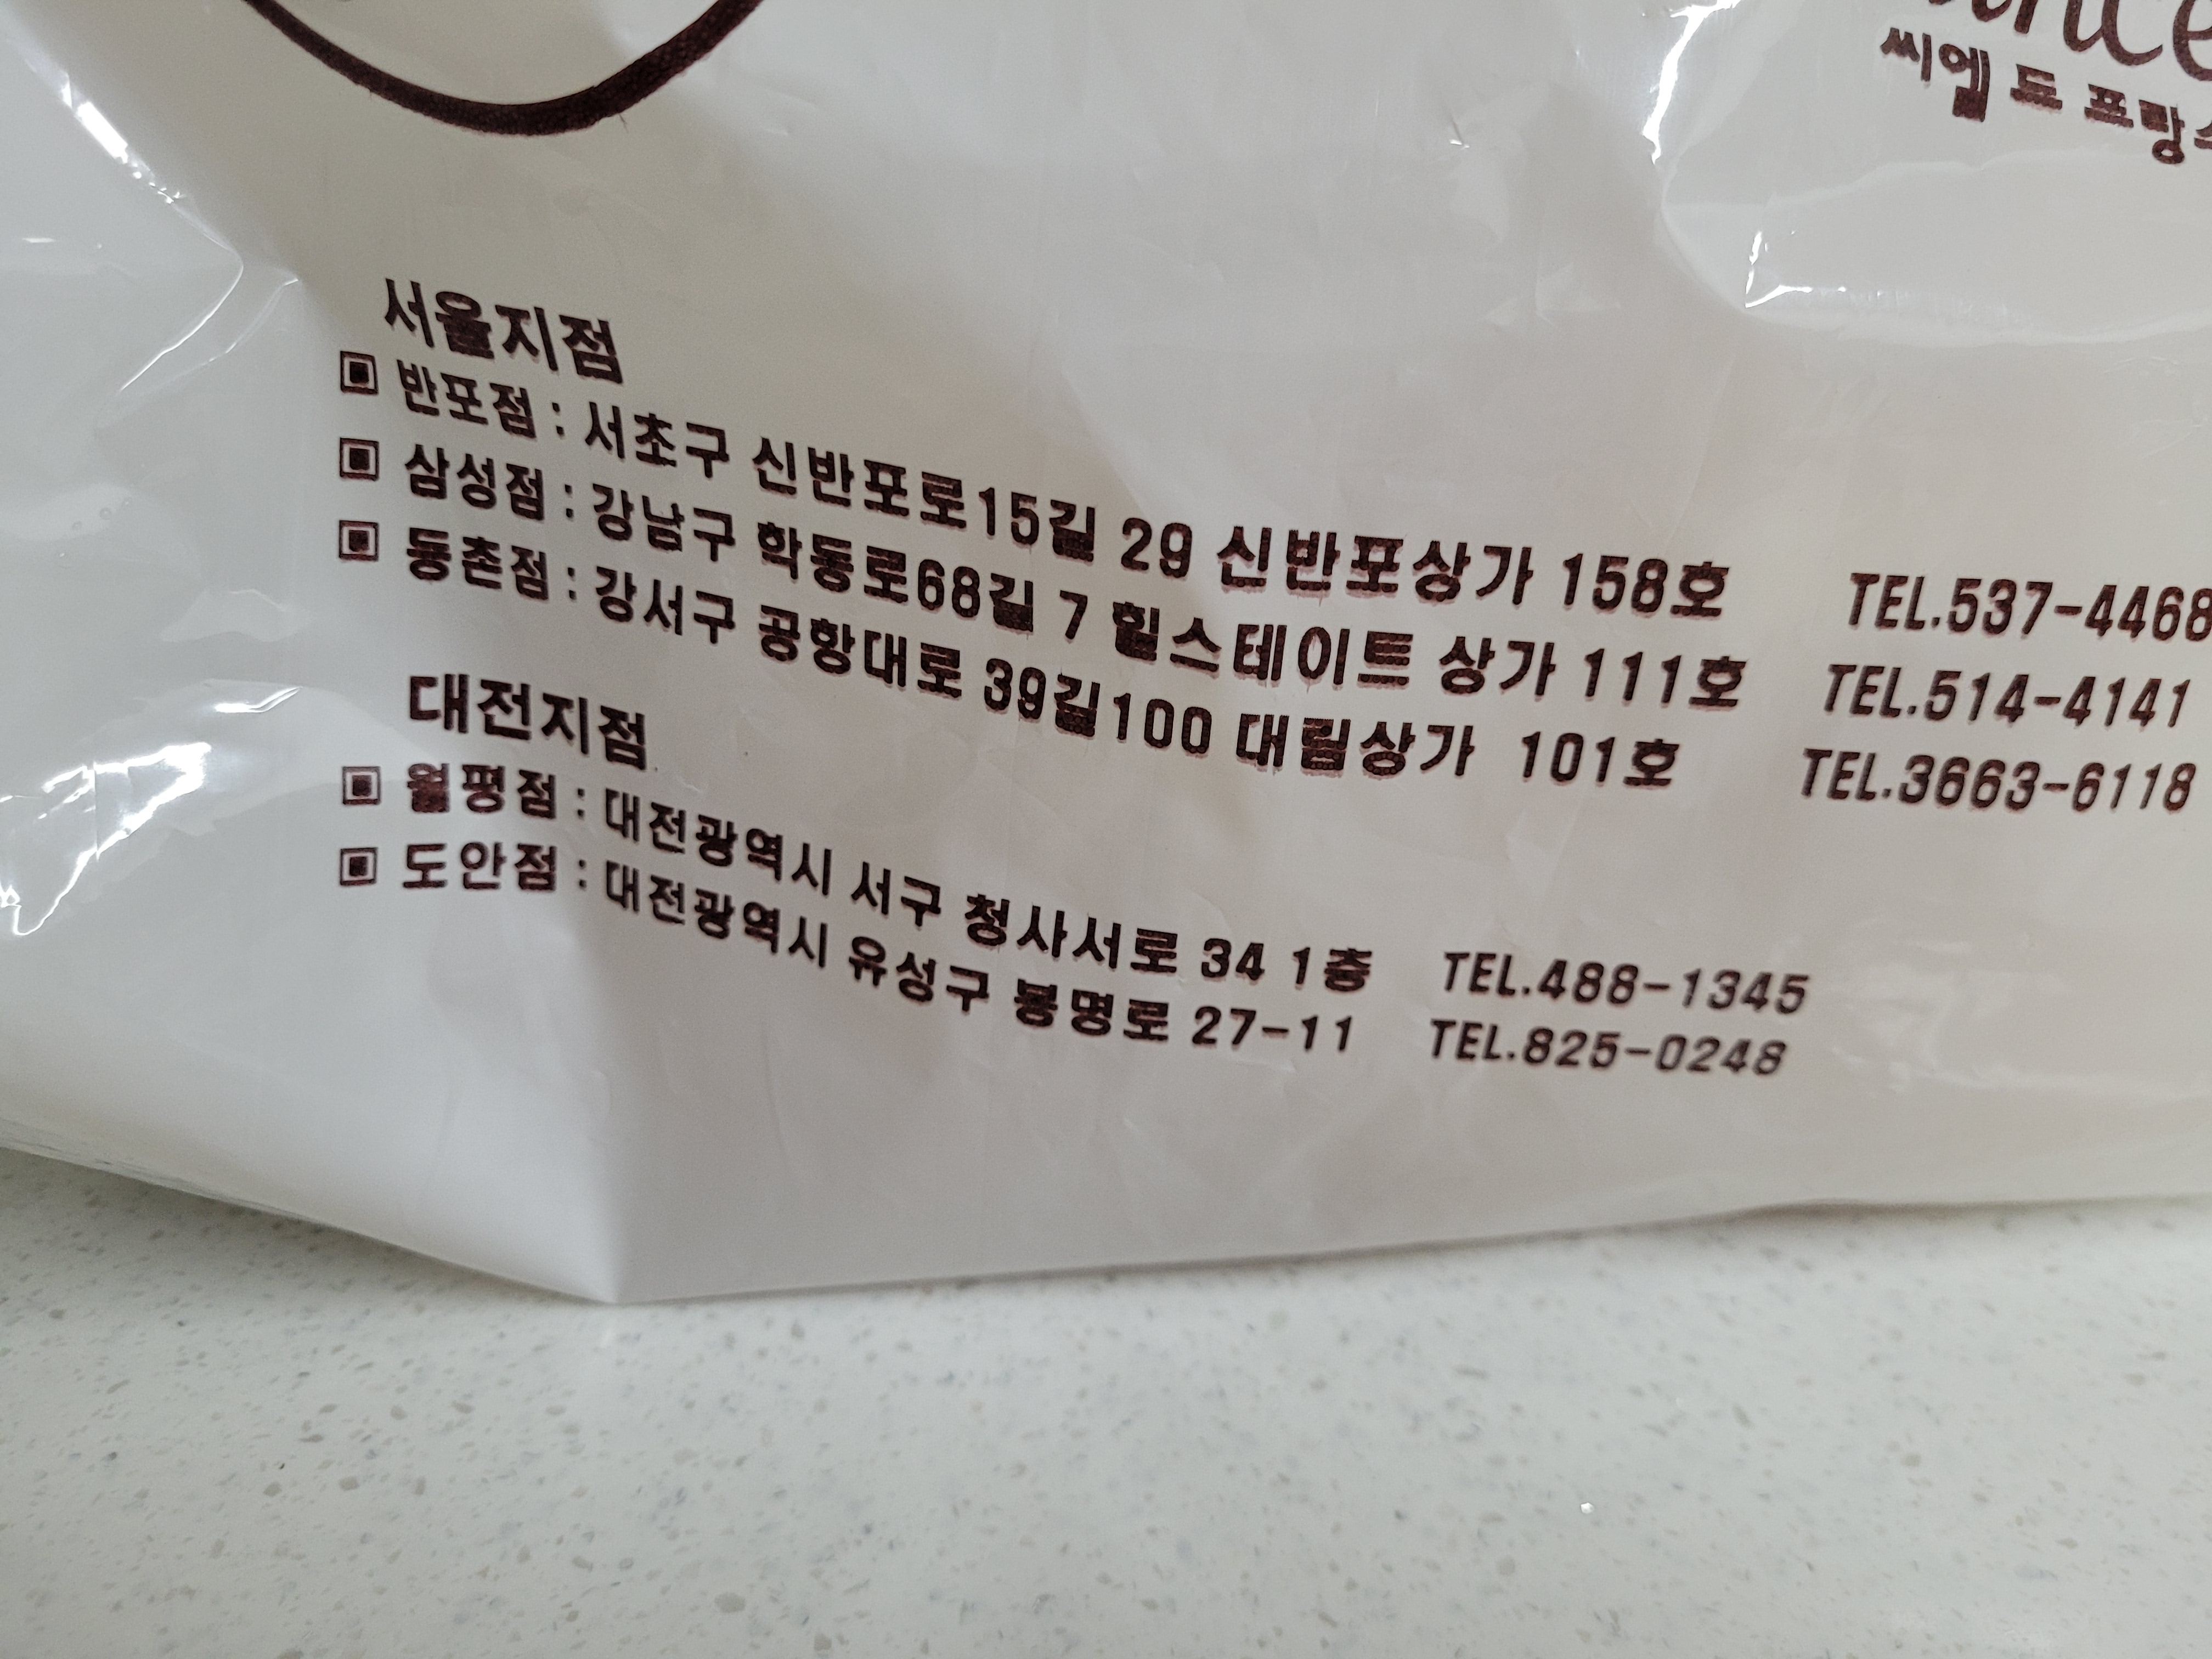 씨엘 드 프랑스
서울지점
▣ 반포점 : 서초구 신반포로15길 29 신반포상가 158호 TEL.537-4468
▣ 삼성점 : 강남구 학동로68길 7 힐스테이트 상가 111호 TEL.514-4141
▣ 등촌점 : 강서구 공항대로 39길100 대림상가 101호 TEL.3663-6118
대전지점
▣ 월평점 : 대전광역시 서구 청사서로 34 1층 TEL.488-1345
▣ 도안점 : 대전광역시 유성구 봉명로 27-11 TEL.825-0248